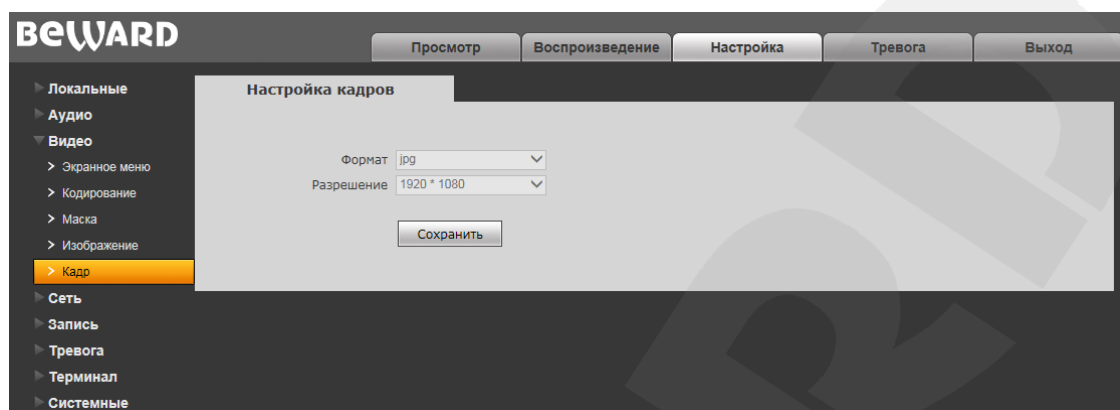 BEWARD
Просмотр Воспроизведение Настройка Тревога Выход
Локальные
Аудио
Видео
> Экранное меню
> Кодирование
> Маска
> Изображение
> Кадр
Сеть
Запись
Тревога
Терминал
Системные
Настройка кадров
Формат jpg
Разрешение 1920 * 1080
Сохранить